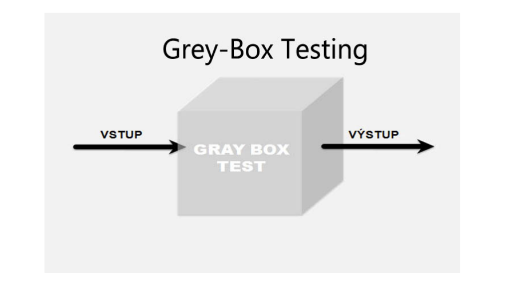 Grey-Box Testing
VSTUP
VÝSTUP
GRAY BOX
TEST